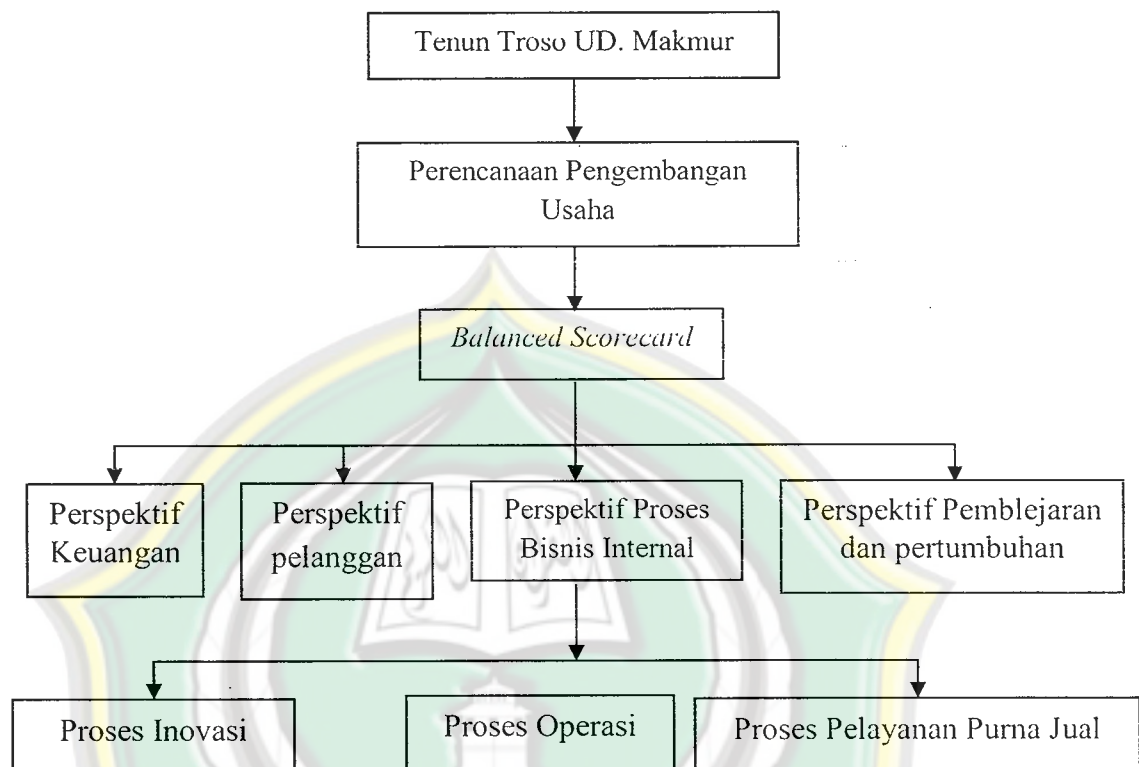 Tenun Troso UD. Makmur
Perencanaan Pengembangan
Usaha
Balanced Scorecard
Perspektif
Keuangan
Perspektif
pelanggan
Perspektif Proses
Bisnis Internal
Perspektif Pemblejaran
dan pertumbuhan
Proses Inovasi
Proses Operasi
Proses Pelayanan Purna Jual